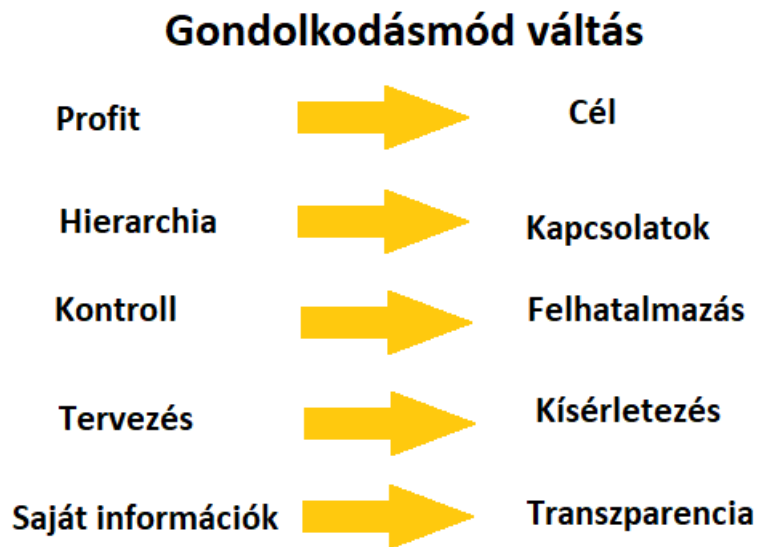 Gondolkodásmód váltás
Profit
Cél
Hierarchia
Kapcsolatok
Kontroll
Felhatalmazás
Tervezés
Kísérletezés
Saját információk
Transzparencia